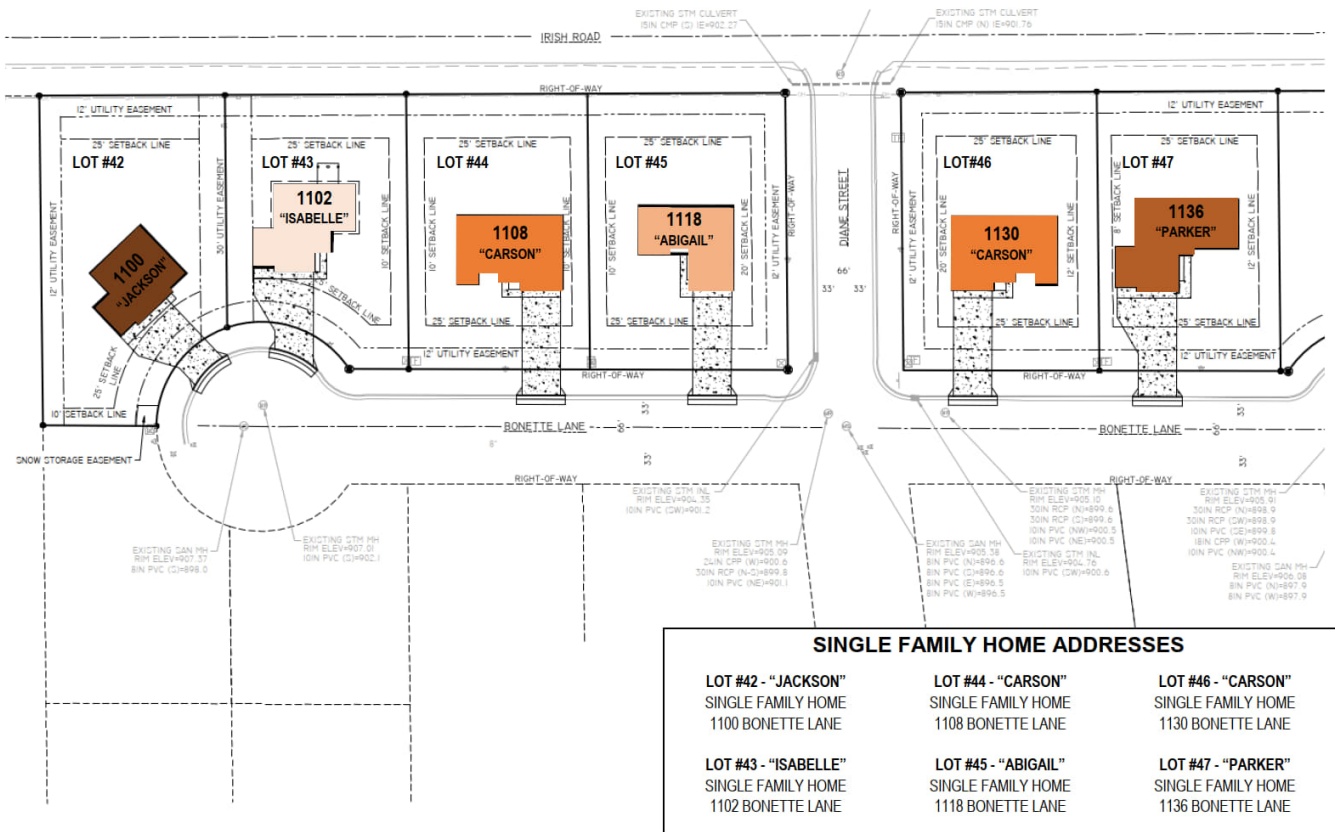 EXISTING STM CULVERT
15IN CMP (S) IE=902.27
EXISTING STM CULVERT
15IN CMP (N) IE=901.76
IRISH ROAD
RIGHT-OF-WAY
12' UTILITY EASEMENT
12' UTILITY EASEMENT
25' SETBACK LINE
25' SETBACK LINE
25' SETBACK LINE
25' SETBACK LINE
25' SETBACK LINE
25' SETBACK LINE
LOT #42
LOT #43
LOT #44
LOT #45
LOT#46
LOT #47
12' UTILITY EASEMENT
30' UTILITY EASEMENT
10' SETBACK LINE
10' SETBACK LINE
10' SETBACK LINE
10' SETBACK LINE
20' SETBACK LINE
12' UTILITY EASEMENT
RIGHT-OF-WAY
DIANE STREET
66'
33'
33'
RIGHT-OF-WAY
12' UTILITY EASEMENT
20' SETBACK LINE
12' SETBACK LINE
8' SETBACK LINE
12' SETBACK LINE
1100
"JACKSON"
1102
"ISABELLE"
1108
"CARSON"
1118
"ABIGAIL"
1130
"CARSON"
1136
"PARKER"
25' SETBACK LINE
25' SETBACK LINE
25' SETBACK LINE
25' SETBACK LINE
25' SETBACK LINE
25' SETBACK
LINE
12' UTILITY EASEMENT
12' UTILITY EASEMENT
RIGHT-OF-WAY
RIGHT-OF-WAY
10' SETBACK LINE
SNOW STORAGE EASEMENT
BONETTE LANE
33'
66'
33'
8'
BONETTE LANE
33'
66'
33'
RIGHT-OF-WAY
RIGHT-OF-WAY
EXISTING SAN MH
RIM ELEV=907.37
8IN PVC (S)=898.0
EXISTING STM MH
RIM ELEV=907.01
10IN PVC (S)=902.1
EXISTING STM INL
RIM ELEV=904.35
10IN PVC (SW)=901.2
EXISTING STM MH
RIM ELEV=905.09
24IN CPP (W)=900.6
30IN RCP (N-S)=899.8
10IN PVC (NE)=901.1
EXISTING SAN MH
RIM ELEV=905.38
8IN PVC (N)=896.6
8IN PVC (S)=896.6
8IN PVC (E)=896.5
8IN PVC (W)=896.5
EXISTING STM MH
RIM ELEV=905.10
30IN RCP (N)=899.6
30IN RCP (S)=899.6
10IN PVC (NW)=900.5
10IN PVC (NE)=900.5
EXISTING STM INL
RIM ELEV=904.76
10IN PVC (SW)=900.6
EXISTING STM MH
RIM ELEV=905.91
30IN RCP (N)=898.9
30IN RCP (SW)=898.9
10IN PVC (SE)=899.8
18IN CPP (W)=900.4
10IN PVC (NW)=900.4
EXISTING SAN MH
RIM ELEV=906.08
8IN PVC (N)=897.9
8IN PVC (W)=897.9
SINGLE FAMILY HOME ADDRESSES
LOT #42 - "JACKSON"
SINGLE FAMILY HOME
1100 BONETTE LANE
LOT #44 - "CARSON"
SINGLE FAMILY HOME
1108 BONETTE LANE
LOT #46 - "CARSON"
SINGLE FAMILY HOME
1130 BONETTE LANE
LOT #43 - "ISABELLE"
SINGLE FAMILY HOME
1102 BONETTE LANE
LOT #45 - "ABIGAIL"
SINGLE FAMILY HOME
1118 BONETTE LANE
LOT #47 - "PARKER"
SINGLE FAMILY HOME
1136 BONETTE LANE